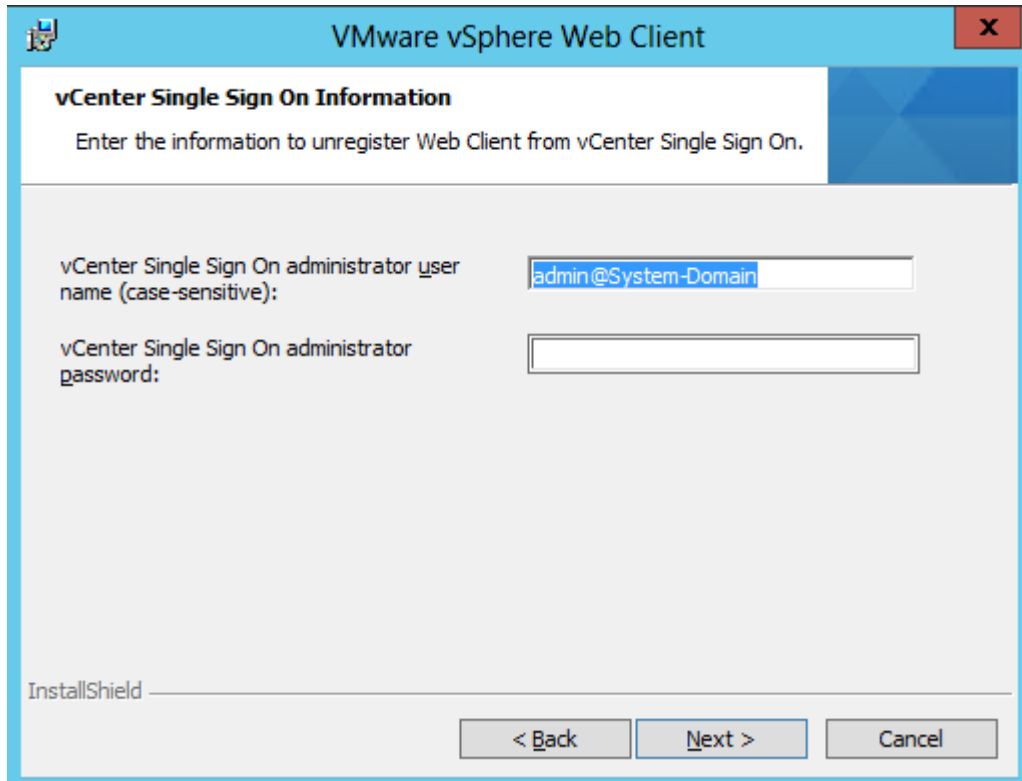 VMware vSphere Web Client
x
vCenter Single Sign On Information
Enter the information to unregister Web Client from vCenter Single Sign On.
vCenter Single Sign On administrator user
name (case-sensitive):
admin@System-Domain
vCenter Single Sign On administrator
password:
InstallShield
< Back
Next >
Cancel